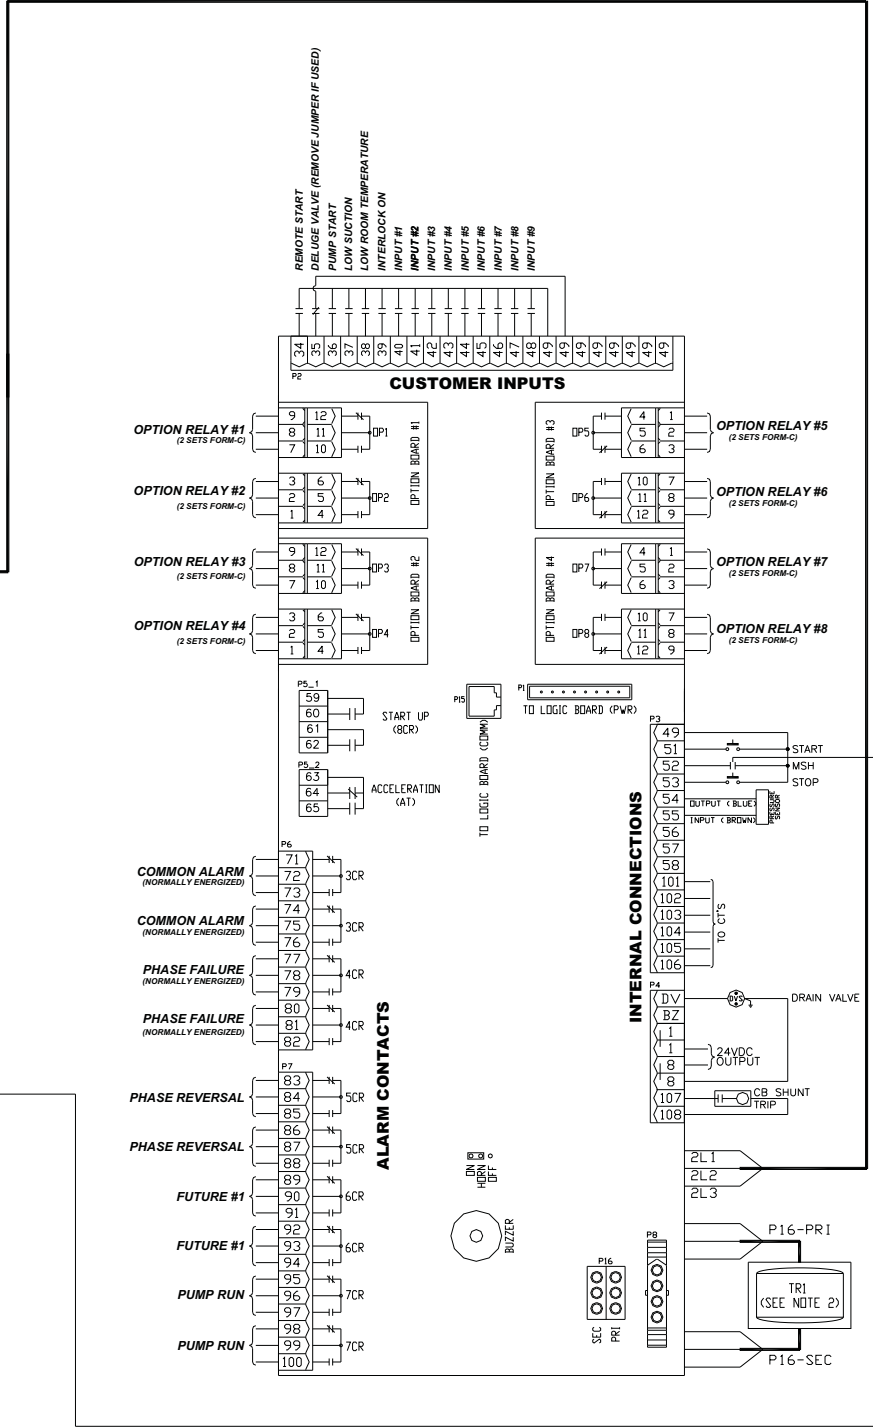 REMOTE START
DELUGE VALVE (REMOVE JUMPER IF USED)
PUMP START
LOW SUCTION
LOW ROOM TEMPERATURE
INTERLOCK ON
INPUT #1
INPUT #2
INPUT #3
INPUT #4
INPUT #5
INPUT #6
INPUT #7
INPUT #8
INPUT #9
34 35 36 37 38 39 40 41 42 43 44 45 46 47 48 49 49 49 49 49 49 49 49
P2
CUSTOMER INPUTS
OPTION RELAY #1
(2 SETS FORM-C)
9 12
8 11
7 10
OP1
OPTION RELAY #2
(2 SETS FORM-C)
3 6
2 5
1 4
OP2
OPTION BOARD #1
OPTION RELAY #3
(2 SETS FORM-C)
9 12
8 11
7 10
OP3
OPTION RELAY #4
(2 SETS FORM-C)
3 6
2 5
1 4
OP4
OPTION BOARD #2
OPTION BOARD #3
OP5
4 1
5 2
6 3
OPTION RELAY #5
(2 SETS FORM-C)
OP6
10 7
11 8
12 9
OPTION RELAY #6
(2 SETS FORM-C)
OPTION BOARD #4
OP7
4 1
5 2
6 3
OPTION RELAY #7
(2 SETS FORM-C)
OP8
10 7
11 8
12 9
OPTION RELAY #8
(2 SETS FORM-C)
P5_1
59
60
61
62
START UP
(8CR)
P5_2
63
64
65
ACCELERATION
(AT)
P15
TO LOGIC BOARD (COMM)
P1
TO LOGIC BOARD (PWR)
P3
49
51
52
53
54
55
56
57
58
101
102
103
104
105
106
START
MSH
STOP
OUTPUT (BLUE)
INPUT (BROWN)
PRESSURE
SENSOR
TO CT'S
INTERNAL CONNECTIONS
P4
DV
BZ
1
1
8
8
107
108
DVS
DRAIN VALVE
24VDC
OUTPUT
CB SHUNT
TRIP
P6
COMMON ALARM
(NORMALLY ENERGIZED)
71
72
73
3CR
COMMON ALARM
(NORMALLY ENERGIZED)
74
75
76
3CR
PHASE FAILURE
(NORMALLY ENERGIZED)
77
78
79
4CR
PHASE FAILURE
(NORMALLY ENERGIZED)
80
81
82
4CR
ALARM CONTACTS
P7
PHASE REVERSAL
83
84
85
5CR
PHASE REVERSAL
86
87
88
5CR
FUTURE #1
89
90
91
6CR
FUTURE #1
92
93
94
6CR
PUMP RUN
95
96
97
7CR
PUMP RUN
98
99
100
7CR
ON
HORN
OFF
BUZZER
2L1
2L2
2L3
P16
SEC
PRI
P8
P16-PRI
TR1
(SEE NOTE 2)
P16-SEC